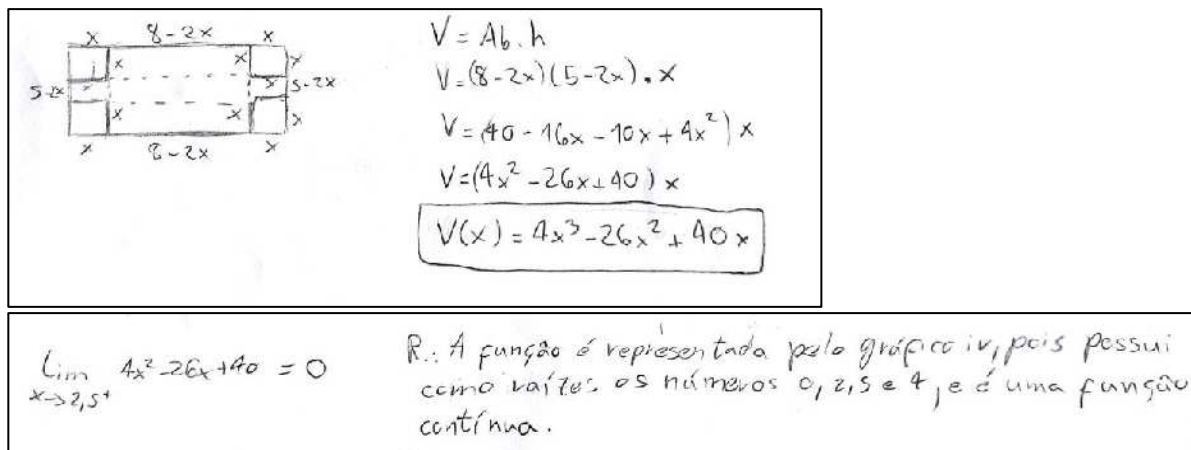 x 8-2x x
x x x
5-2x x x 5-2x
x x x
x 8-2x x
V = Ab. h
V = (8-2x)(5-2x). x
V = (40 - 16x - 10x + 4x²) x
V = (4x² - 26x + 40) x
V(x) = 4x³ - 26x² + 40x
Lim 4x² - 26x + 40 = 0
x→2,5⁺
R.: A função é representada pelo gráfico iv, pois possui
como raízes os números 0, 2,5 e 4, e é uma função
contínua.